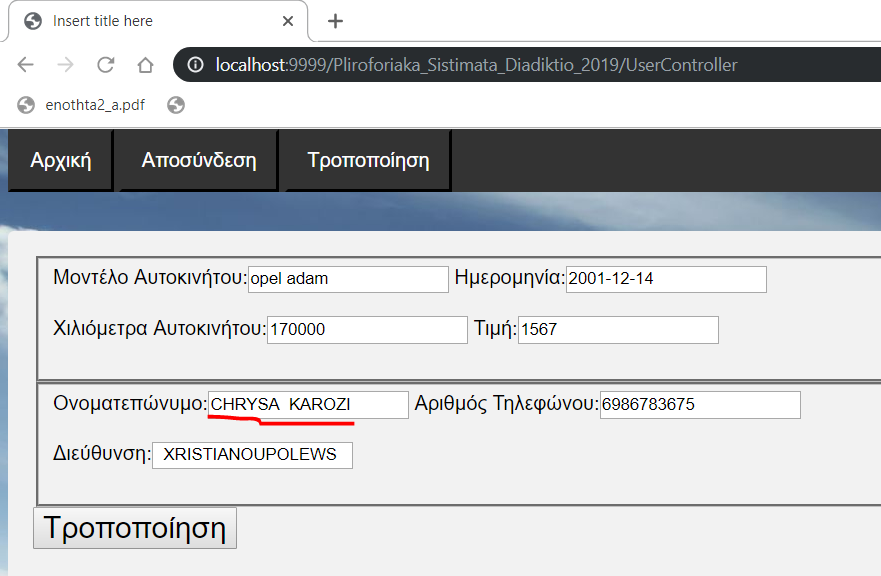 Insert title here
localhost:9999/Pliroforiaka_Sistimata_Diadiktio_2019/UserController
enothta2_a.pdf
Αρχική Αποσύνδεση Τροποποίηση
Μοντέλο Αυτοκινήτου: opel adam Ημερομηνία: 2001-12-14
Χιλιόμετρα Αυτοκινήτου: 170000 Τιμή: 1567
Ονοματεπώνυμο: CHRYSA KAROZI Αριθμός Τηλεφώνου: 6986783675
Διεύθυνση: XRISTIANOUPOLEWS
Τροποποίηση